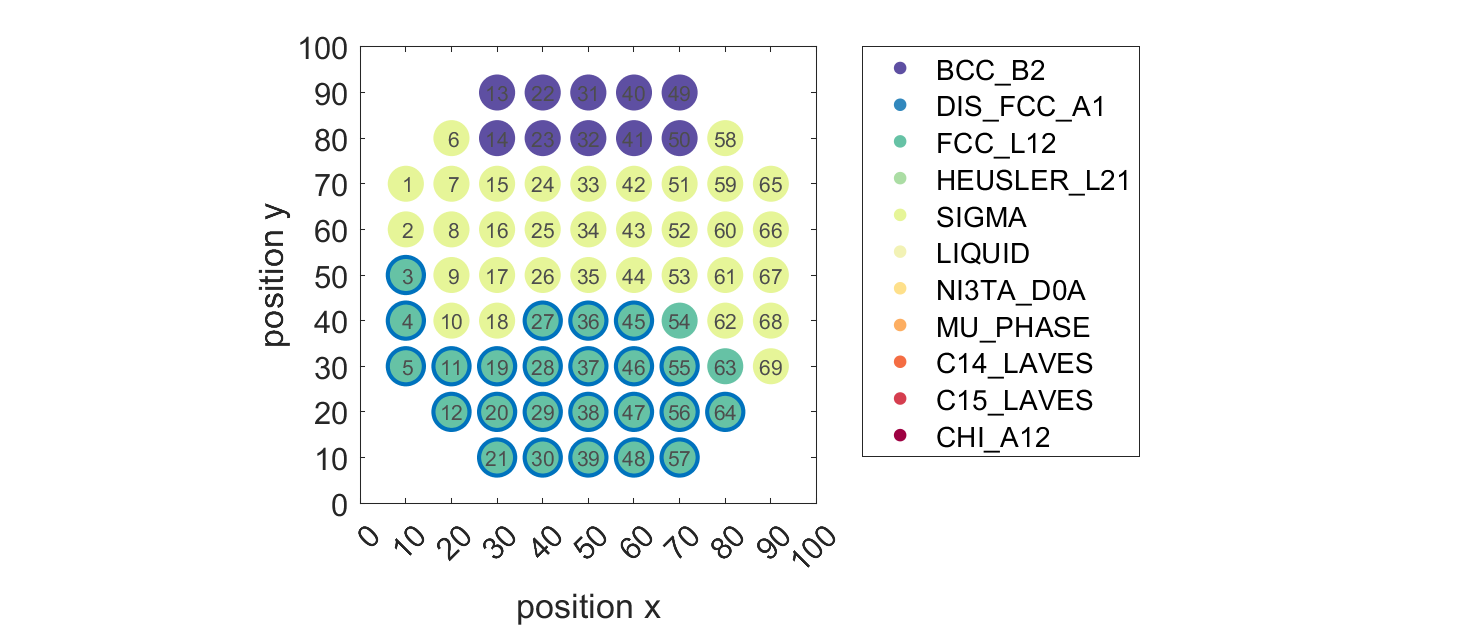 100
90
80
70
60
50
40
30
20
10
0
position y
13 22 31 40 49
6 14 23 32 41 50 58
1 7 15 24 33 42 51 59 65
2 8 16 25 34 43 52 60 66
3 9 17 26 35 44 53 61 67
4 10 18 27 36 45 54 62 68
5 11 19 28 37 46 55 63 69
12 20 29 38 47 56 64
21 30 39 48 57
0 10 20 30 40 50 60 70 80 90 100
position x
BCC_B2
DIS_FCC_A1
FCC_L12
HEUSLER_L21
SIGMA
LIQUID
NI3TA_D0A
MU_PHASE
C14_LAVES
C15_LAVES
CHI_A12